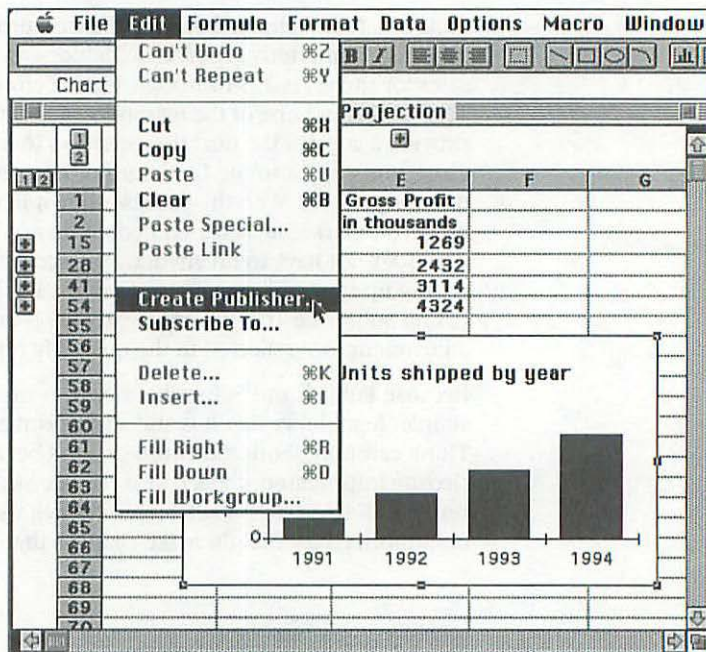 File Edit Formula Format Data Options Macro Window
Can't Undo ⌘Z
B I
Can't Repeat ⌘Y
Chart
Projection
Cut ⌘X
1
Copy ⌘C
2
Paste ⌘V
1 2 E F G
1 Clear ⌘B Gross Profit
2 Paste Special... in thousands
15 Paste Link 1269
28 2432
41 3114
54 Create Publisher... 4324
55 Subscribe To...
56
57 Delete... ⌘K Units shipped by year
58 Insert... ⌘I
59
60
61 Fill Right ⌘R
62 Fill Down ⌘D
63 Fill Workgroup...
64
65 0
66 1991 1992 1993 1994
67
68
69
70